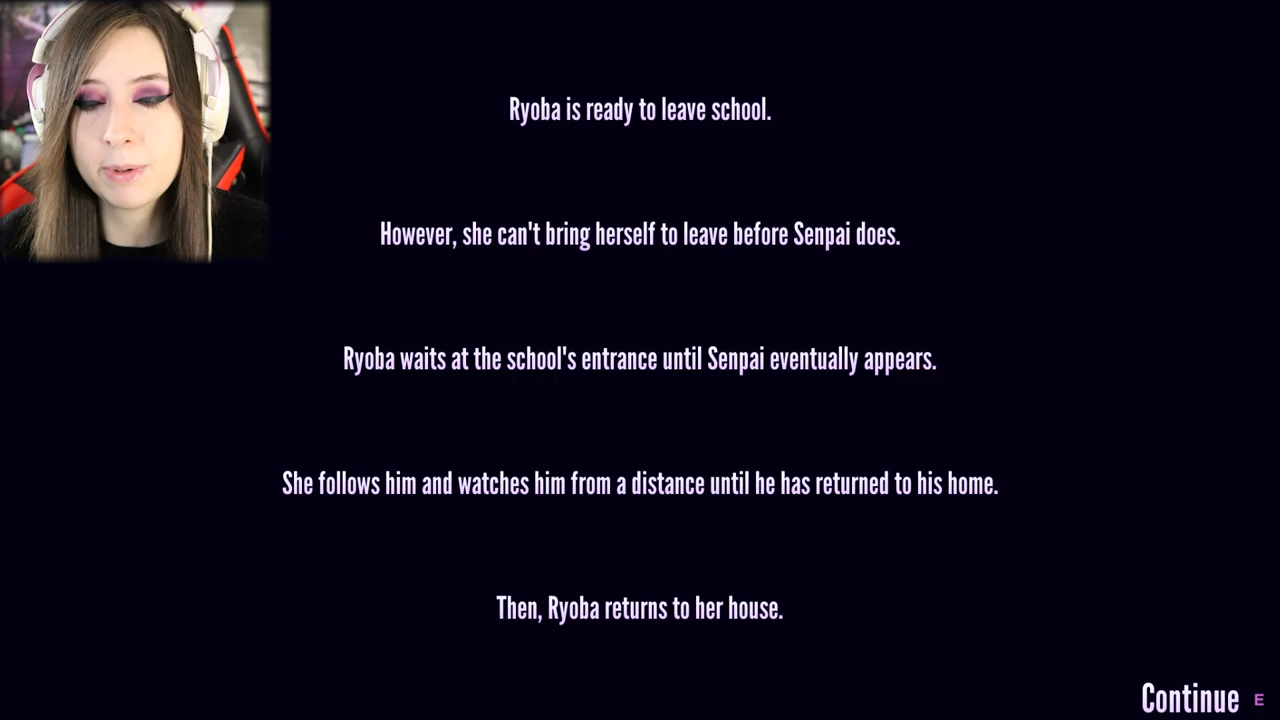 Ryoba is ready to leave school.
However, she can't bring herself to leave before Senpai does.
Ryoba waits at the school's entrance until Senpai eventually appears.
She follows him and watches him from a distance until he has returned to his home.
Then, Ryoba returns to her house.
Continue E